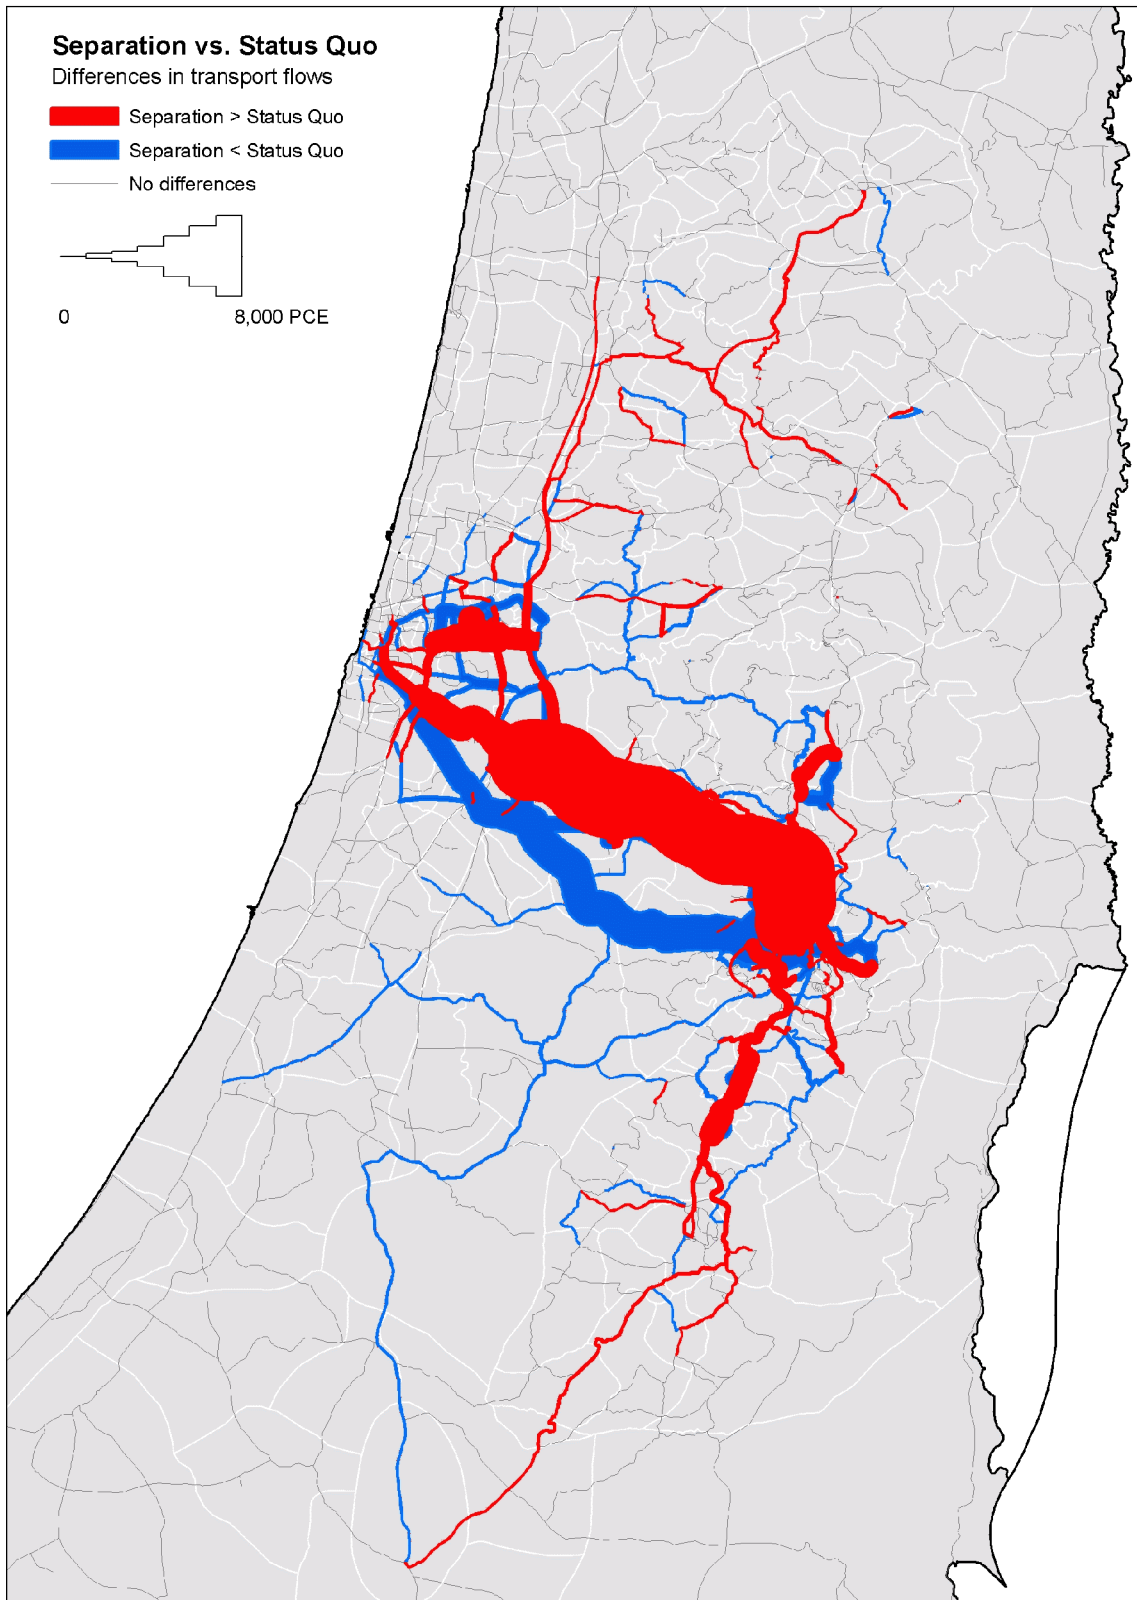 Separation vs. Status Quo
Differences in transport flows
Separation > Status Quo
Separation < Status Quo
No differences
0 8,000 PCE